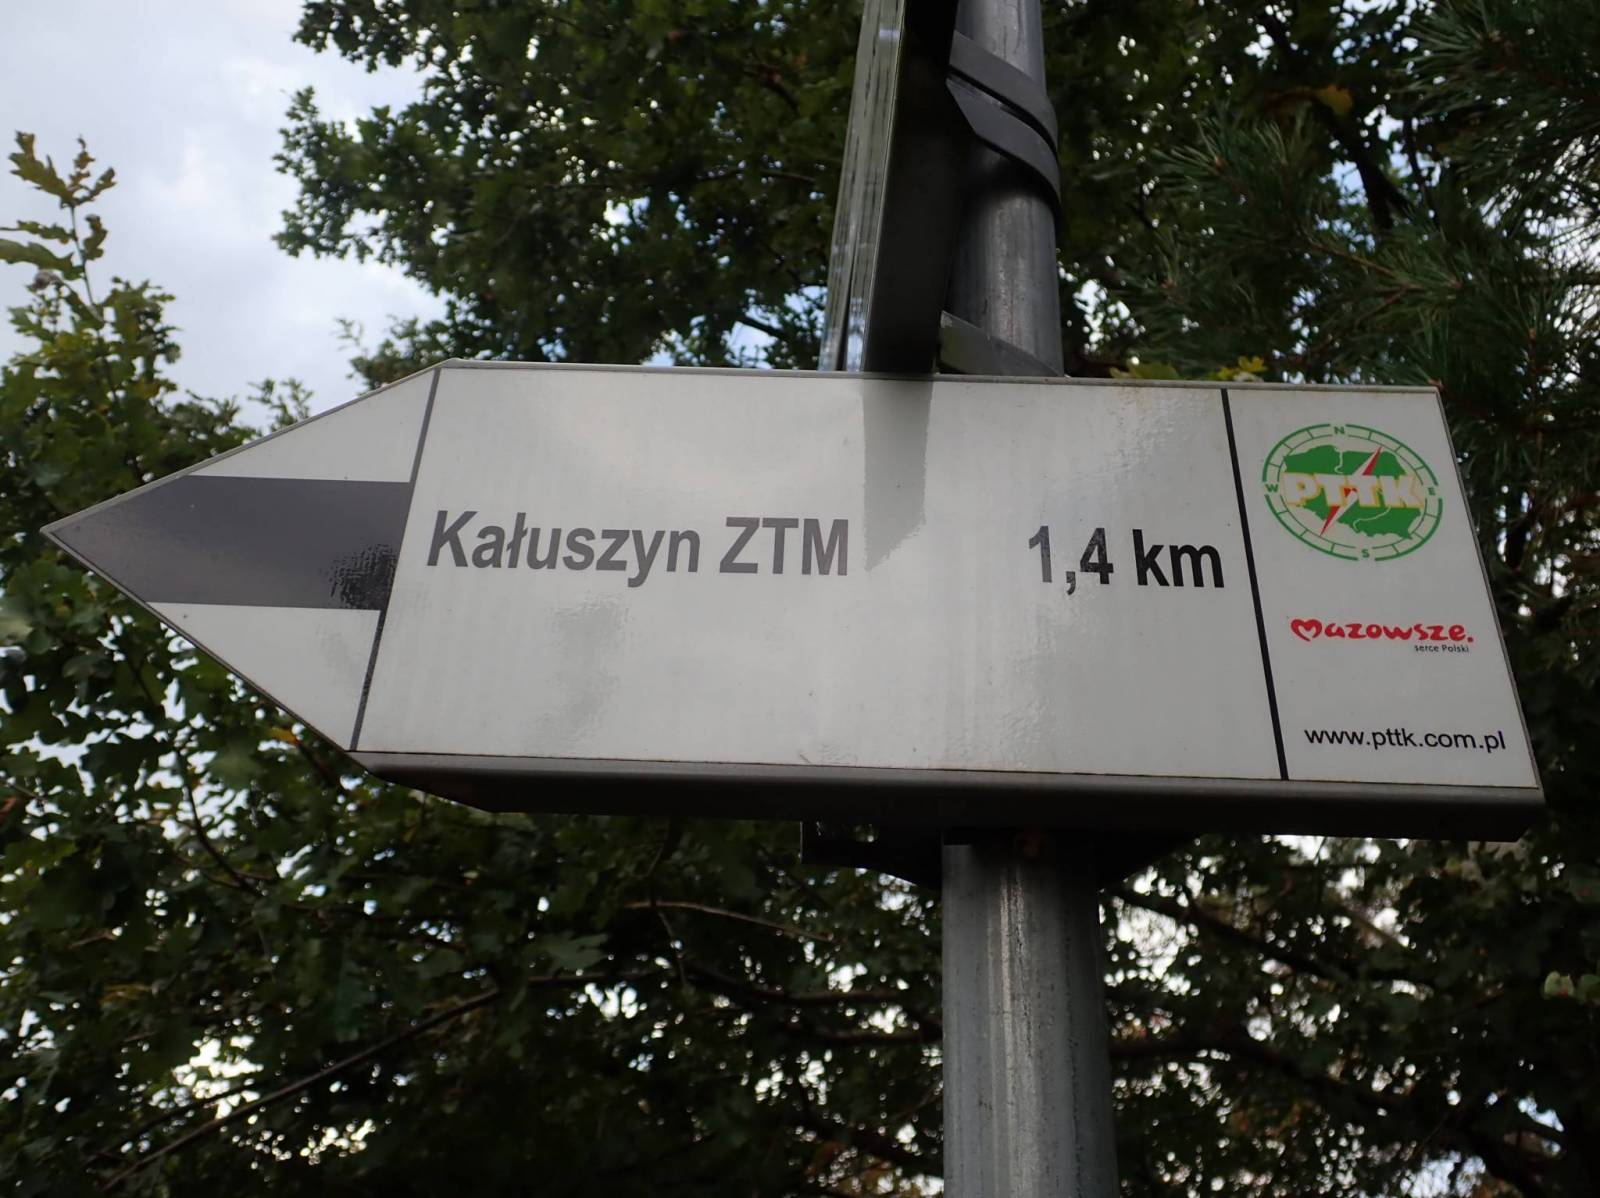 Kałuszyn ZTM 1,4 km
N
W PTTK E
S
Mazowsze.
serce Polski
www.pttk.com.pl